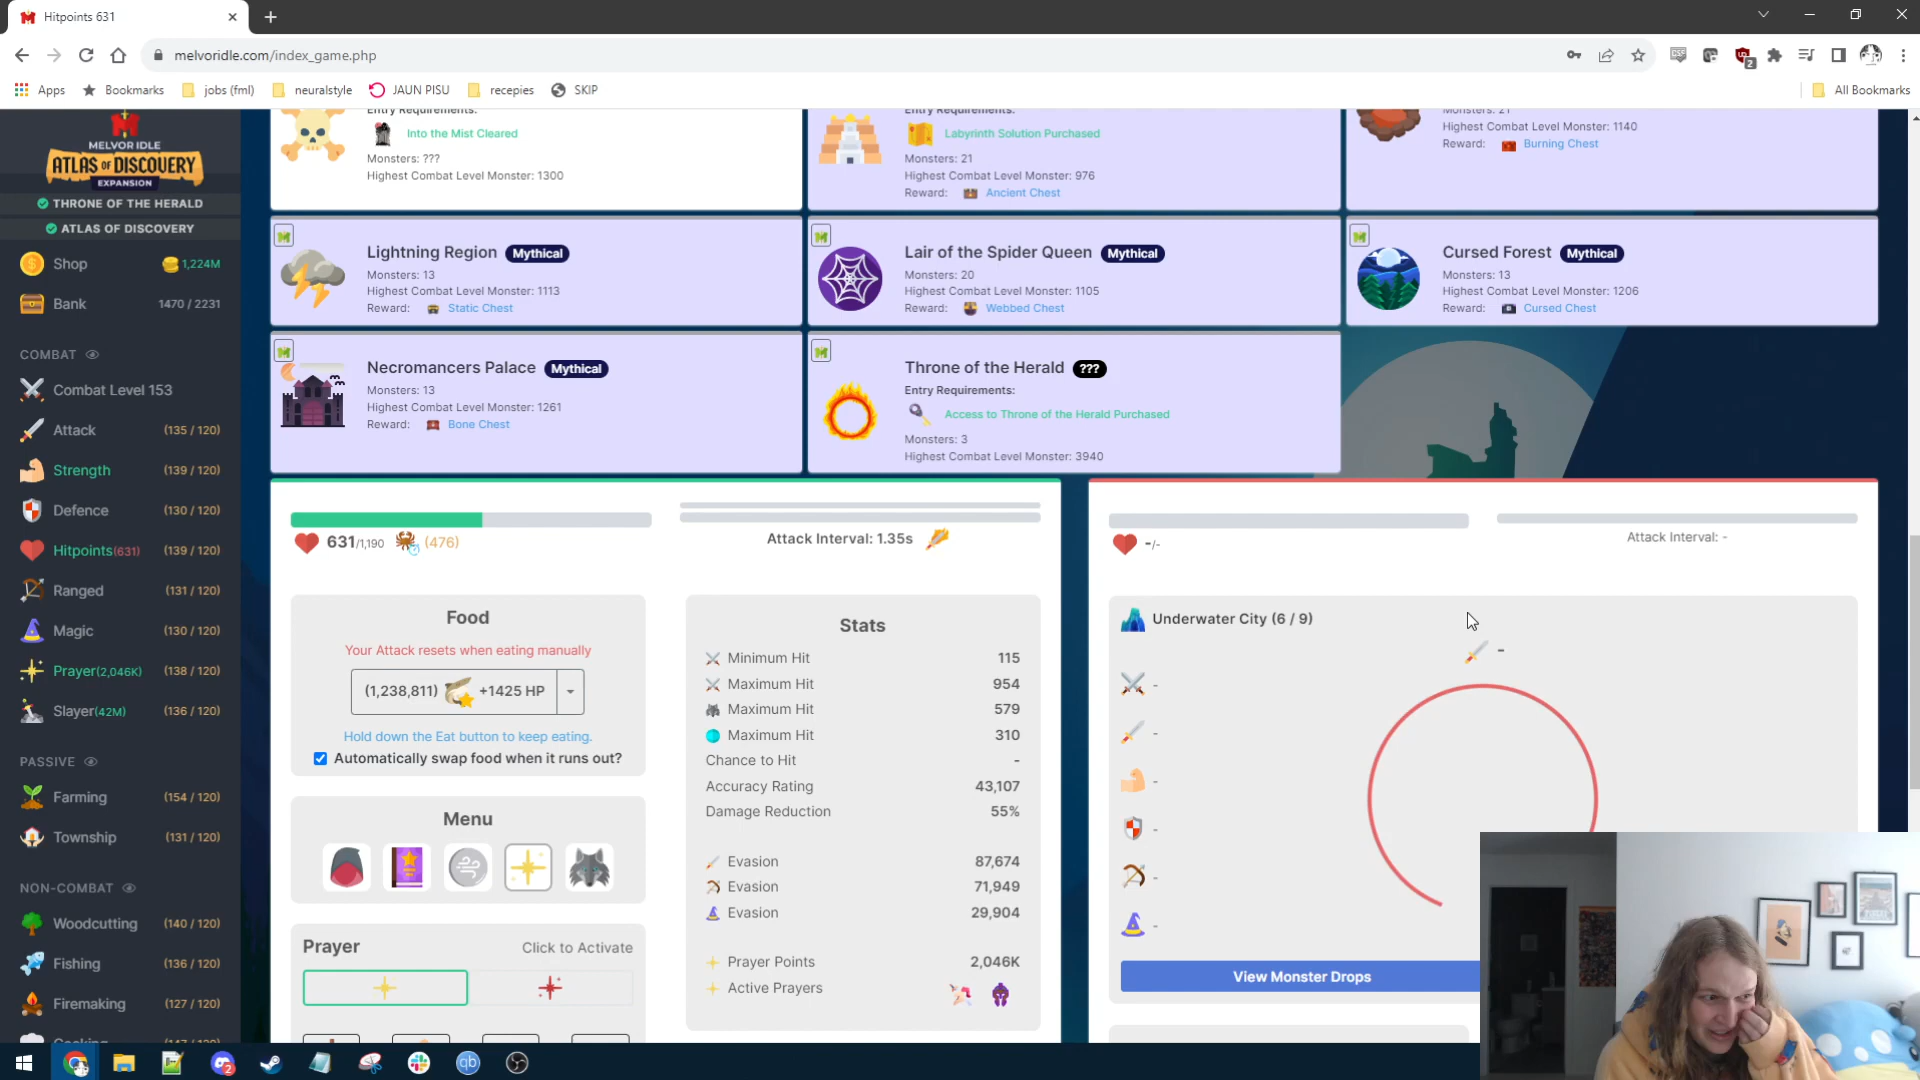 Hitpoints 631
melvoridle.com/index_game.php
2
Apps
Bookmarks
jobs (fml)
neuralstyle
JAUN PISU
recepies
SKIP
All Bookmarks
MELVOR IDLE
ATLAS OF DISCOVERY
EXPANSION
THRONE OF THE HERALD
ATLAS OF DISCOVERY
Shop
1,224M
Bank
1470 / 2231
COMBAT
Combat Level 153
Attack
(135 / 120)
Strength
(139 / 120)
Defence
(130 / 120)
Hitpoints(631)
(139 / 120)
Ranged
(131 / 120)
Magic
(130 / 120)
Prayer(2,046K)
(138 / 120)
Slayer(42M)
(136 / 120)
PASSIVE
Farming
(154 / 120)
Township
(131 / 120)
NON-COMBAT
Woodcutting
(140 / 120)
Fishing
(136 / 120)
Firemaking
(127 / 120)
Entry Requirements:
Into the Mist Cleared
Monsters: ???
Highest Combat Level Monster: 1300
Entry Requirements:
Labyrinth Solution Purchased
Monsters: 21
Highest Combat Level Monster: 976
Reward:
Ancient Chest
Monsters: 21
Highest Combat Level Monster: 1140
Reward:
Burning Chest
Lightning Region
Mythical
Monsters: 13
Highest Combat Level Monster: 1113
Reward:
Static Chest
Lair of the Spider Queen
Mythical
Monsters: 20
Highest Combat Level Monster: 1105
Reward:
Webbed Chest
Cursed Forest
Mythical
Monsters: 13
Highest Combat Level Monster: 1206
Reward:
Cursed Chest
Necromancers Palace
Mythical
Monsters: 13
Highest Combat Level Monster: 1261
Reward:
Bone Chest
Throne of the Herald
???
Entry Requirements:
Access to Throne of the Herald Purchased
Monsters: 3
Highest Combat Level Monster: 3940
631/1,190
(476)
Attack Interval: 1.35s
Food
Your Attack resets when eating manually
(1,238,811)
+1425 HP
Hold down the Eat button to keep eating.
Automatically swap food when it runs out?
Menu
Prayer
Click to Activate
Stats
Minimum Hit
115
Maximum Hit
954
Maximum Hit
579
Maximum Hit
310
Chance to Hit
-
Accuracy Rating
43,107
Damage Reduction
55%
Evasion
87,674
Evasion
71,949
Evasion
29,904
Prayer Points
2,046K
Active Prayers
-/-
Attack Interval: -
Underwater City (6 / 9)
-
-
-
-
-
-
-
View Monster Drops
2
qb